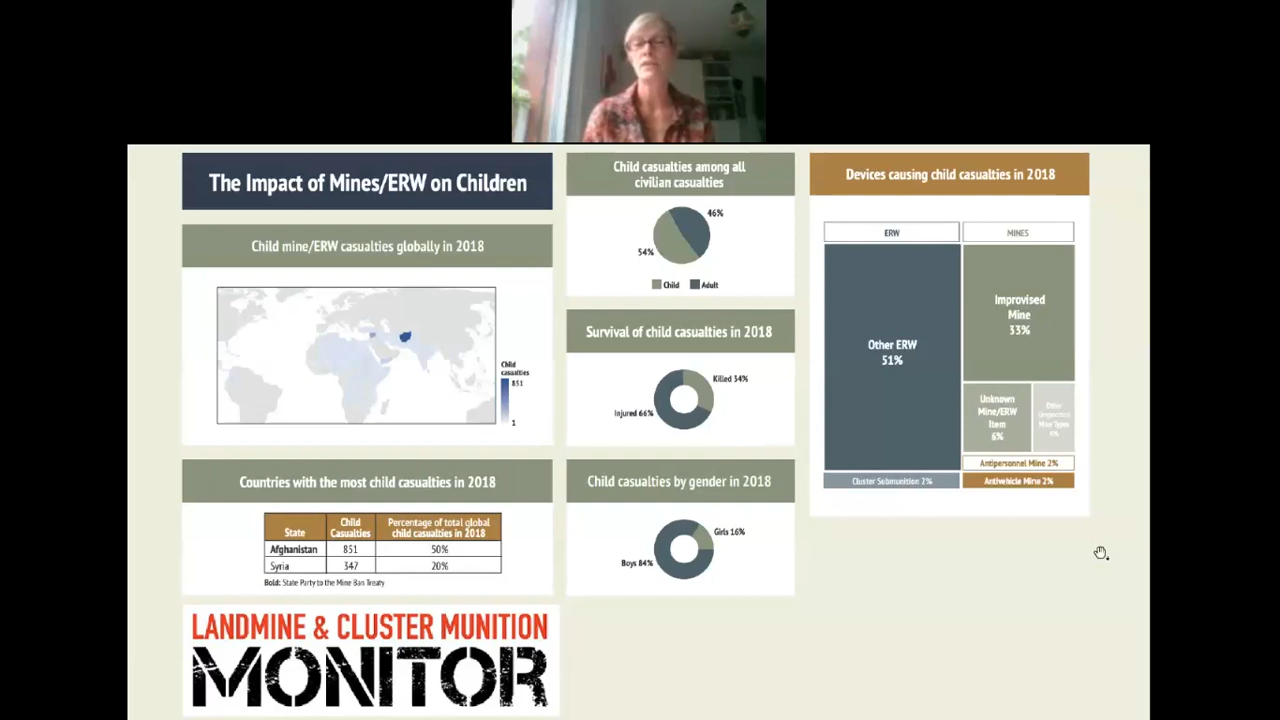 The Impact of Mines/ERW on Children
Child mine/ERW casualties globally in 2018
Child
casualties
851
1
Countries with the most child casualties in 2018
State
Child
Casualties
Percentage of total global
child casualties in 2018
Afghanistan
851
50%
Syria
347
20%
Bold: State Party to the Mine Ban Treaty
LANDMINE & CLUSTER MUNITION
MONITOR
Child casualties among all
civilian casualties
46%
54%
Child
Adult
Survival of child casualties in 2018
Killed 34%
Injured 66%
Child casualties by gender in 2018
Girls 16%
Boys 84%
Devices causing child casualties in 2018
ERW
MINES
Other ERW
51%
Improvised
Mine
33%
Unknown
Mine/ERW
Item
6%
Other
Mine Types
Antipersonnel Mine 2%
Cluster Submunition 2%
Antivehicle Mine 2%